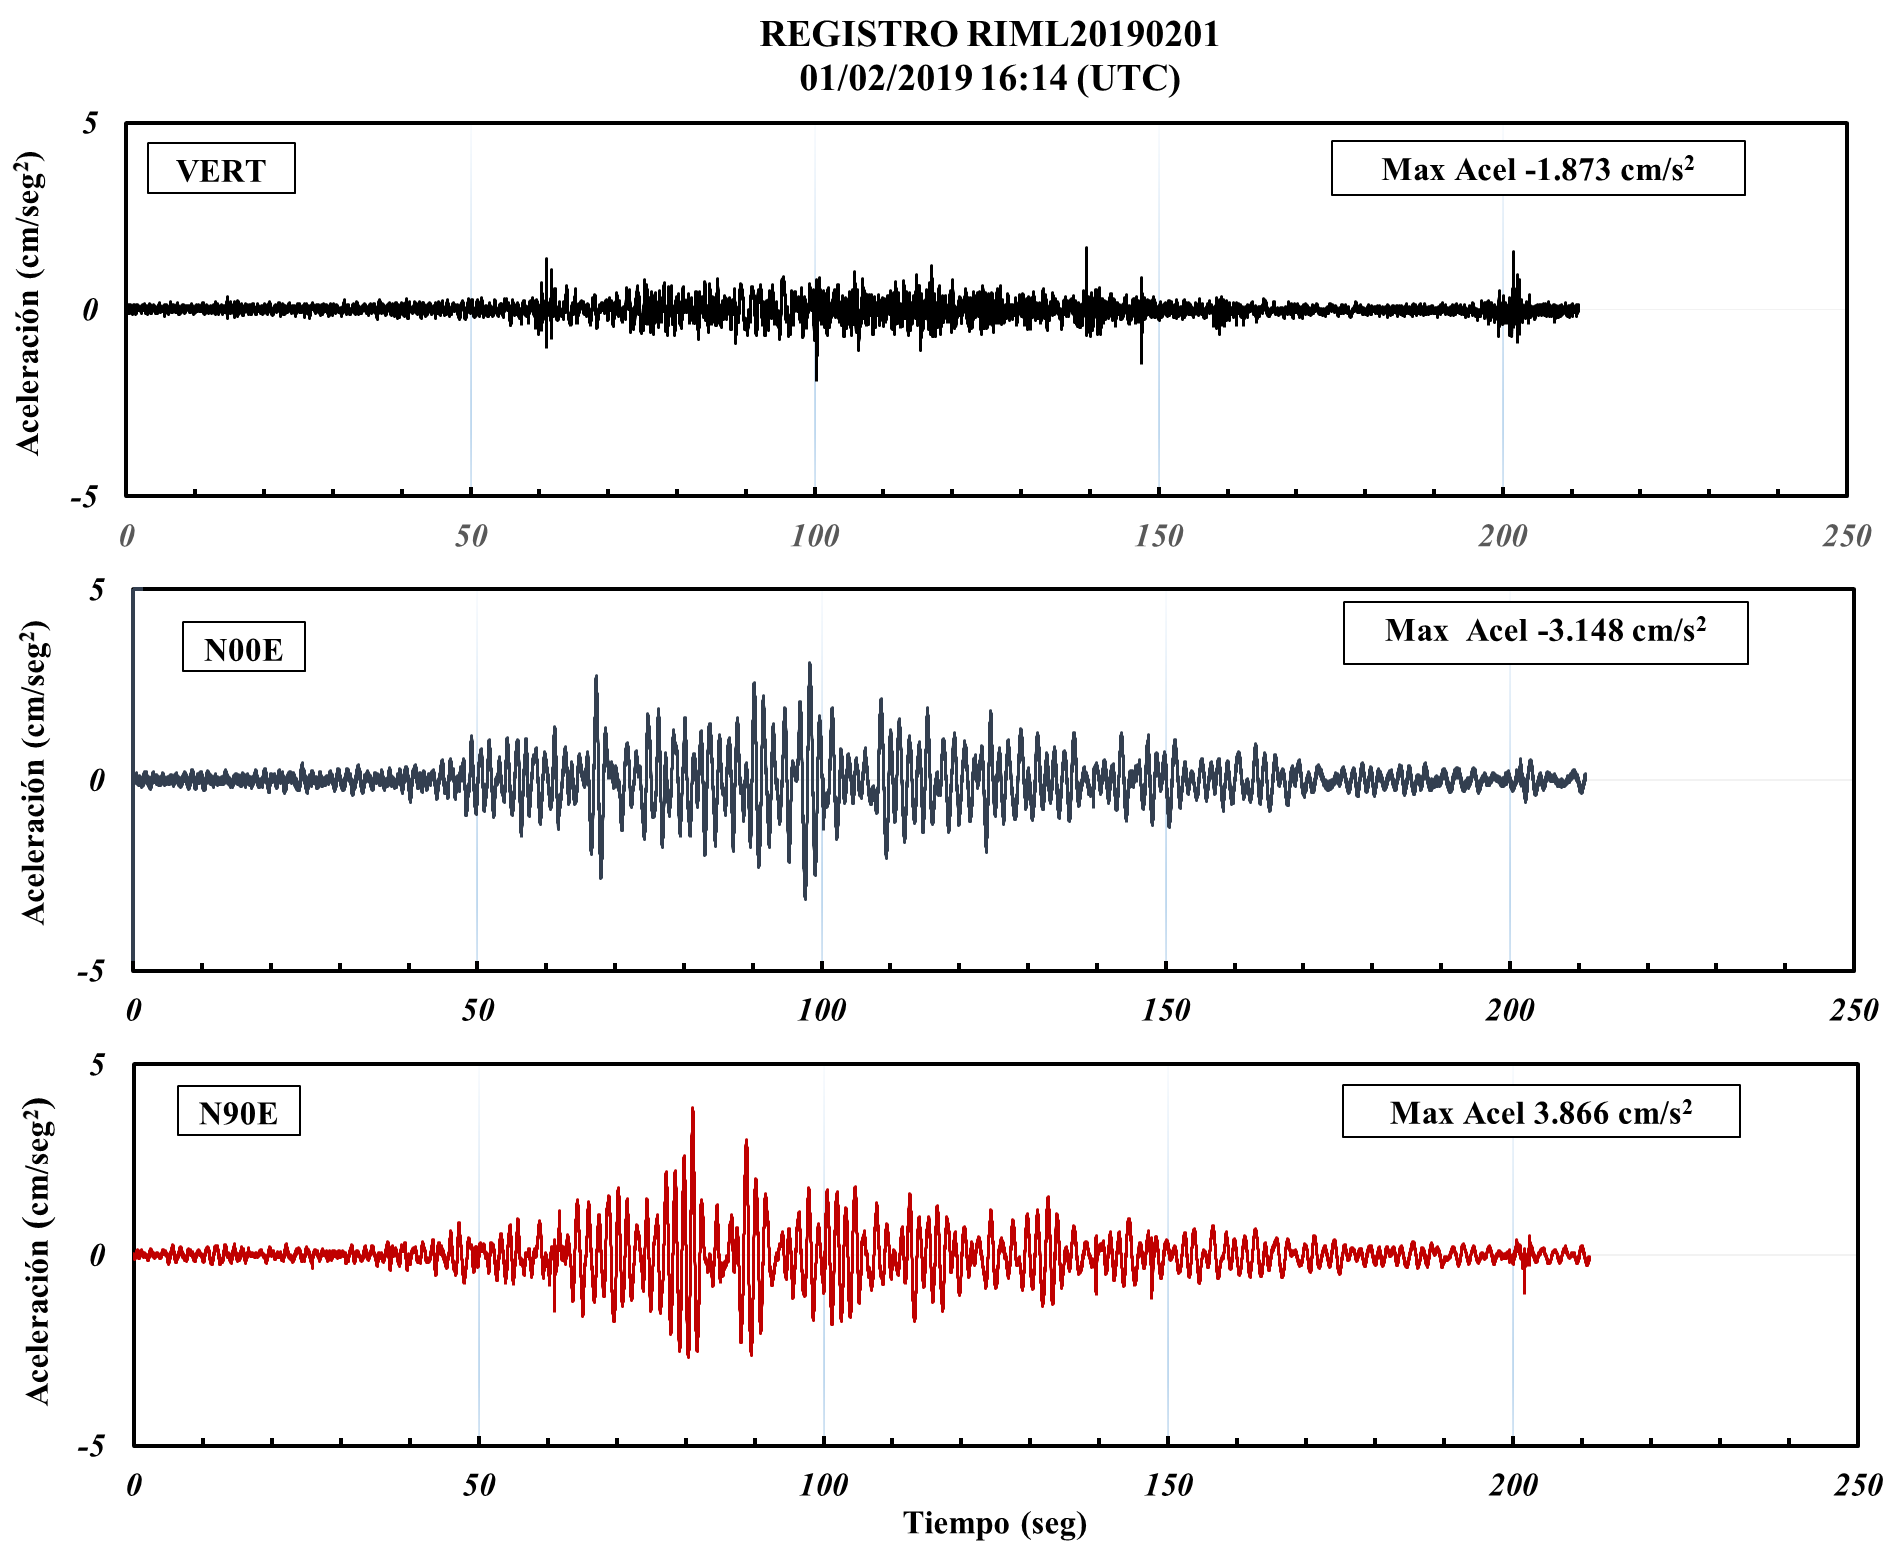 REGISTRO RIML20190201
01/02/2019 16:14 (UTC)
Aceleración (cm/seg²)
5
0
-5
VERT
Max Acel -1.873 cm/s²
0 50 100 150 200 250
Aceleración (cm/seg²)
5
0
-5
N00E
Max Acel -3.148 cm/s²
0 50 100 150 200 250
Aceleración (cm/seg²)
5
0
-5
N90E
Max Acel 3.866 cm/s²
0 50 100 150 200 250
Tiempo (seg)